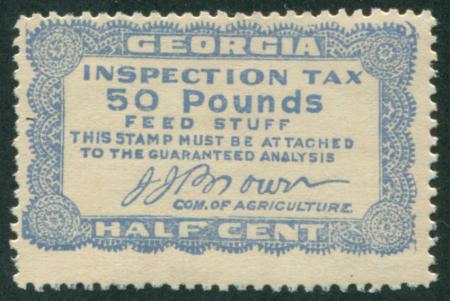 GEORGIA
INSPECTION TAX
50 Pounds
FEED STUFF
THIS STAMP MUST BE ATTACHED
TO THE GUARANTEED ANALYSIS
J J Brown
COM. OF AGRICULTURE.
HALF CENT